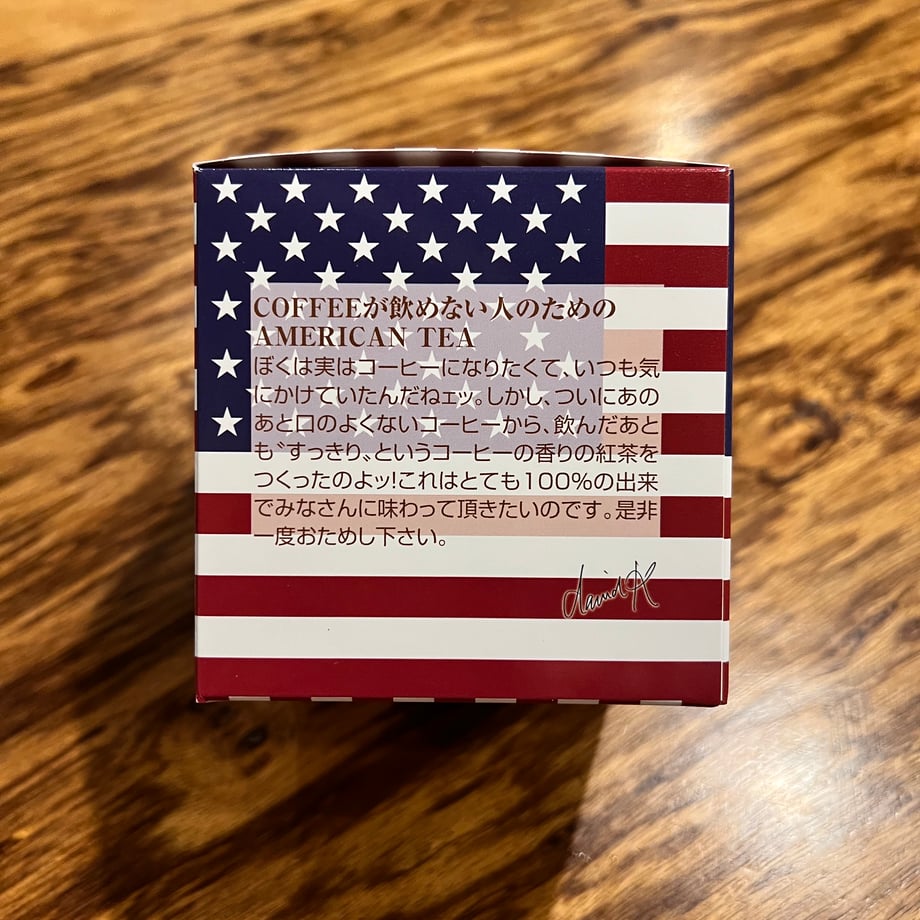 COFFEEが飲めない人のための
AMERICAN TEA
ぼくは実はコーヒーになりたくて、いつも気
にかけていたんだねェッ。しかし、ついにあの
あと口のよくないコーヒーから、飲んだあと
も〝すっきり〟というコーヒーの香りの紅茶を
つくったのよッ!これはとても100%の出来
でみなさんに味わって頂きたいのです。是非
一度おためし下さい。
david K